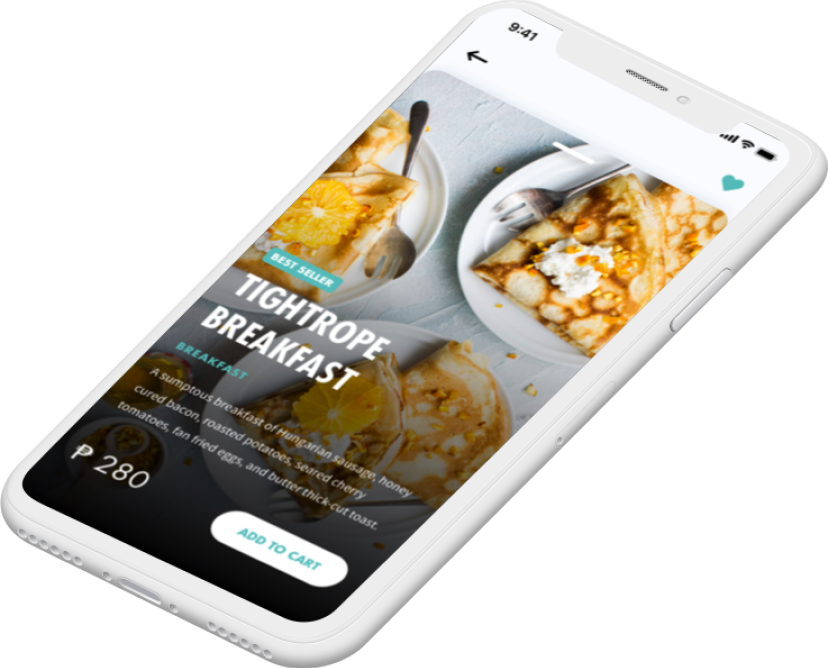 9:41
BEST SELLER
TIGHTROPE
BREAKFAST
BREAKFAST
A sumptous breakfast of Hungarian sausage, honey
cured bacon, roasted potatoes, seared cherry
tomatoes, fan fried eggs, and butter thick-cut toast.
₱ 280
ADD TO CART